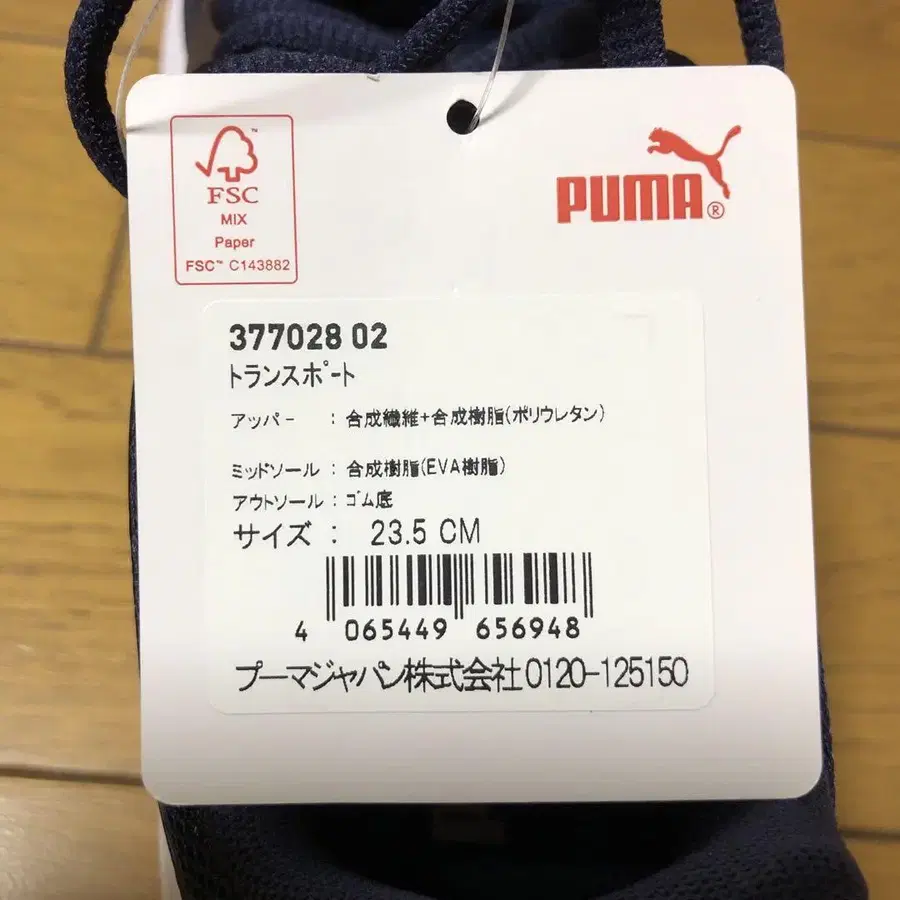 FSC
MIX
Paper
FSC™ C143882
PUMA®
377028 02
トランスポート
アッパー : 合成繊維+合成樹脂(ポリウレタン)
ミッドソール : 合成樹脂(EVA樹脂)
アウトソール : ゴム底
サイズ : 23.5 CM
4 065449 656948
プーマジャパン株式会社0120-125150